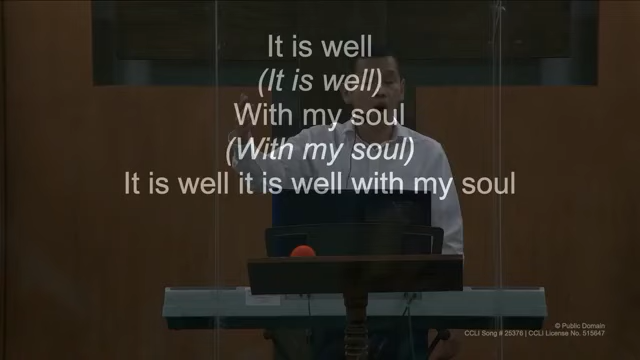 It is well
(It is well)
With my soul
(With my soul)
It is well it is well with my soul
© Public Domain
CCLI Song # 25376 | CCLI License No. 515647